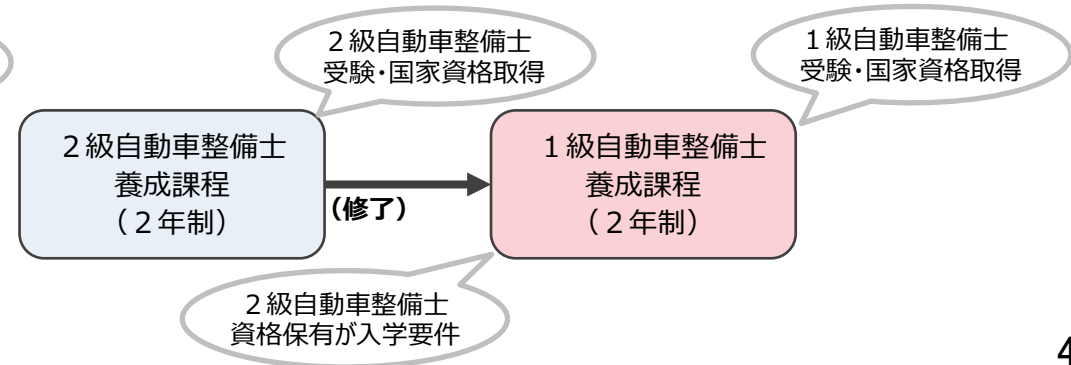 ２級自動車整備士
受験・国家資格取得
１級自動車整備士
受験・国家資格取得
２級自動車整備士
養成課程
（２年制）
（修了）
１級自動車整備士
養成課程
（２年制）
２級自動車整備士
資格保有が入学要件
4